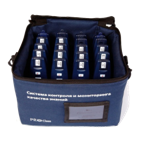 Система контроля и мониторинга
качества знаний